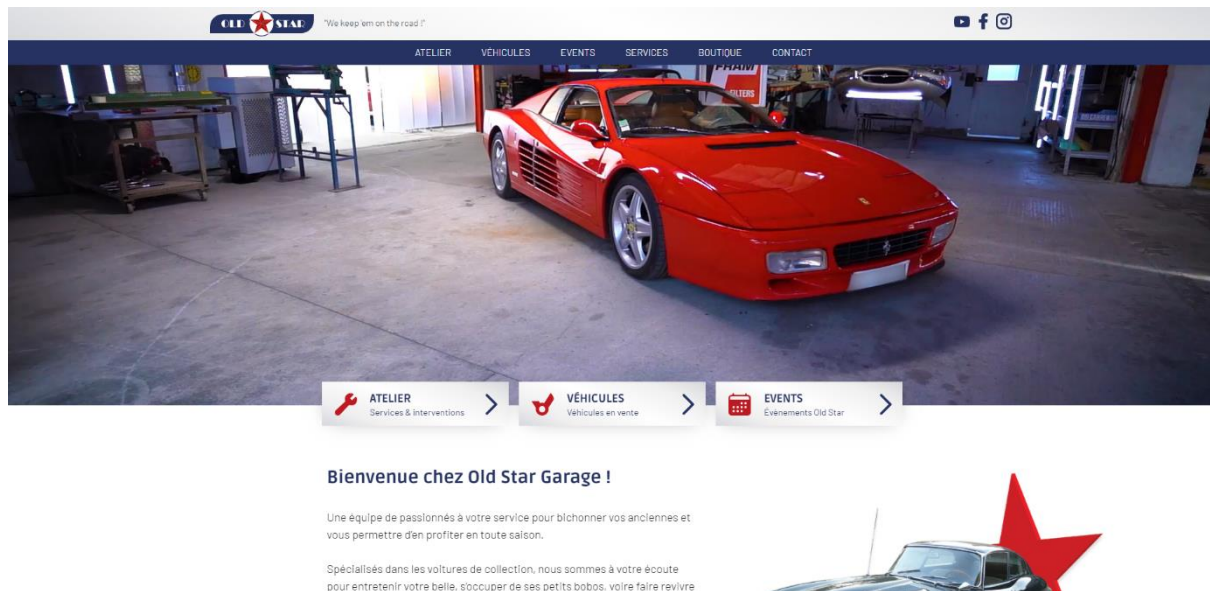 OLD STAR
"We keep 'em on the road !"
ATELIER VÉHICULES EVENTS SERVICES BOUTIQUE CONTACT
FRAM
FILTERS
ATELIER
Services & interventions
VÉHICULES
Véhicules en vente
EVENTS
Évènements Old Star
Bienvenue chez Old Star Garage !
Une équipe de passionnés à votre service pour bichonner vos anciennes et
vous permettre d'en profiter en toute saison.
Spécialisés dans les voitures de collection, nous sommes à votre écoute
pour entretenir votre belle, s'occuper de ses petits bobos, voire faire revivre